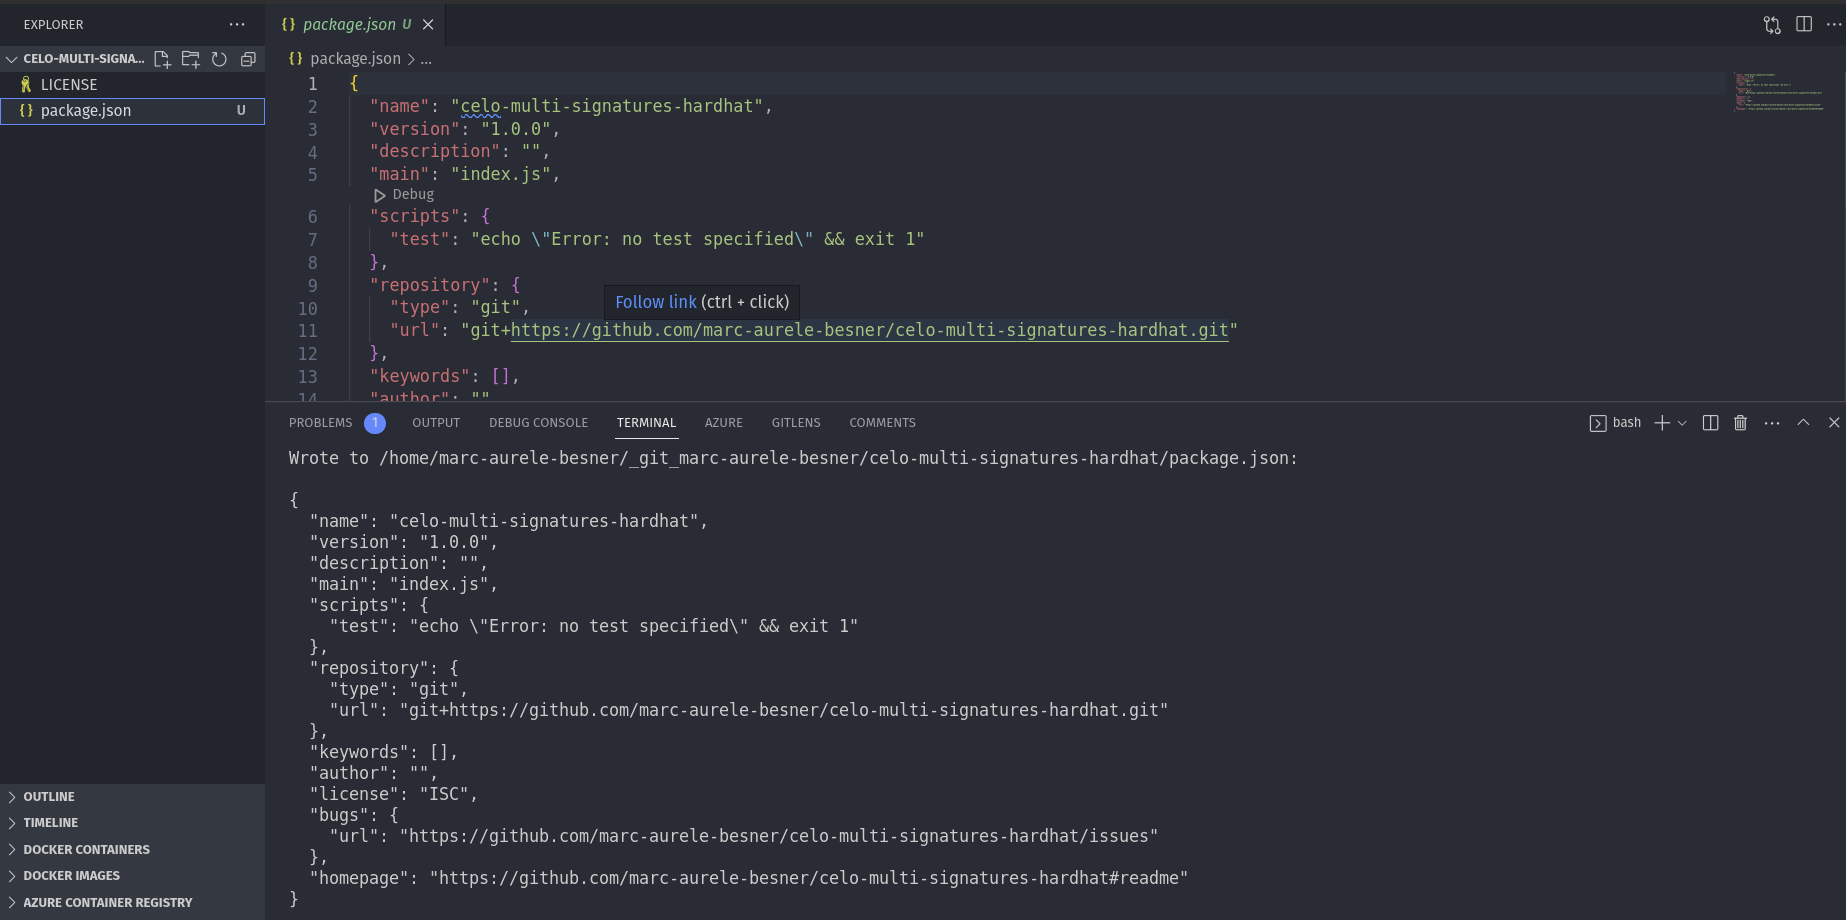 EXPLORER
CELO-MULTI-SIGNA...
LICENSE
package.json U
OUTLINE
TIMELINE
DOCKER CONTAINERS
DOCKER IMAGES
AZURE CONTAINER REGISTRY
{} package.json U
{} package.json > ...
1 {
2 "name": "celo-multi-signatures-hardhat",
3 "version": "1.0.0",
4 "description": "",
5 "main": "index.js",
Debug
6 "scripts": {
7 "test": "echo \"Error: no test specified\" && exit 1"
8 },
9 "repository": {
Follow link (ctrl + click)
10 "type": "git",
11 "url": "git+https://github.com/marc-aurele-besner/celo-multi-signatures-hardhat.git"
12 },
13 "keywords": [],
14 "author": ""
PROBLEMS 1 OUTPUT DEBUG CONSOLE TERMINAL AZURE GITLENS COMMENTS bash
Wrote to /home/marc-aurele-besner/_git_marc-aurele-besner/celo-multi-signatures-hardhat/package.json:
{
"name": "celo-multi-signatures-hardhat",
"version": "1.0.0",
"description": "",
"main": "index.js",
"scripts": {
"test": "echo \"Error: no test specified\" && exit 1"
},
"repository": {
"type": "git",
"url": "git+https://github.com/marc-aurele-besner/celo-multi-signatures-hardhat.git"
},
"keywords": [],
"author": "",
"license": "ISC",
"bugs": {
"url": "https://github.com/marc-aurele-besner/celo-multi-signatures-hardhat/issues"
},
"homepage": "https://github.com/marc-aurele-besner/celo-multi-signatures-hardhat#readme"
}